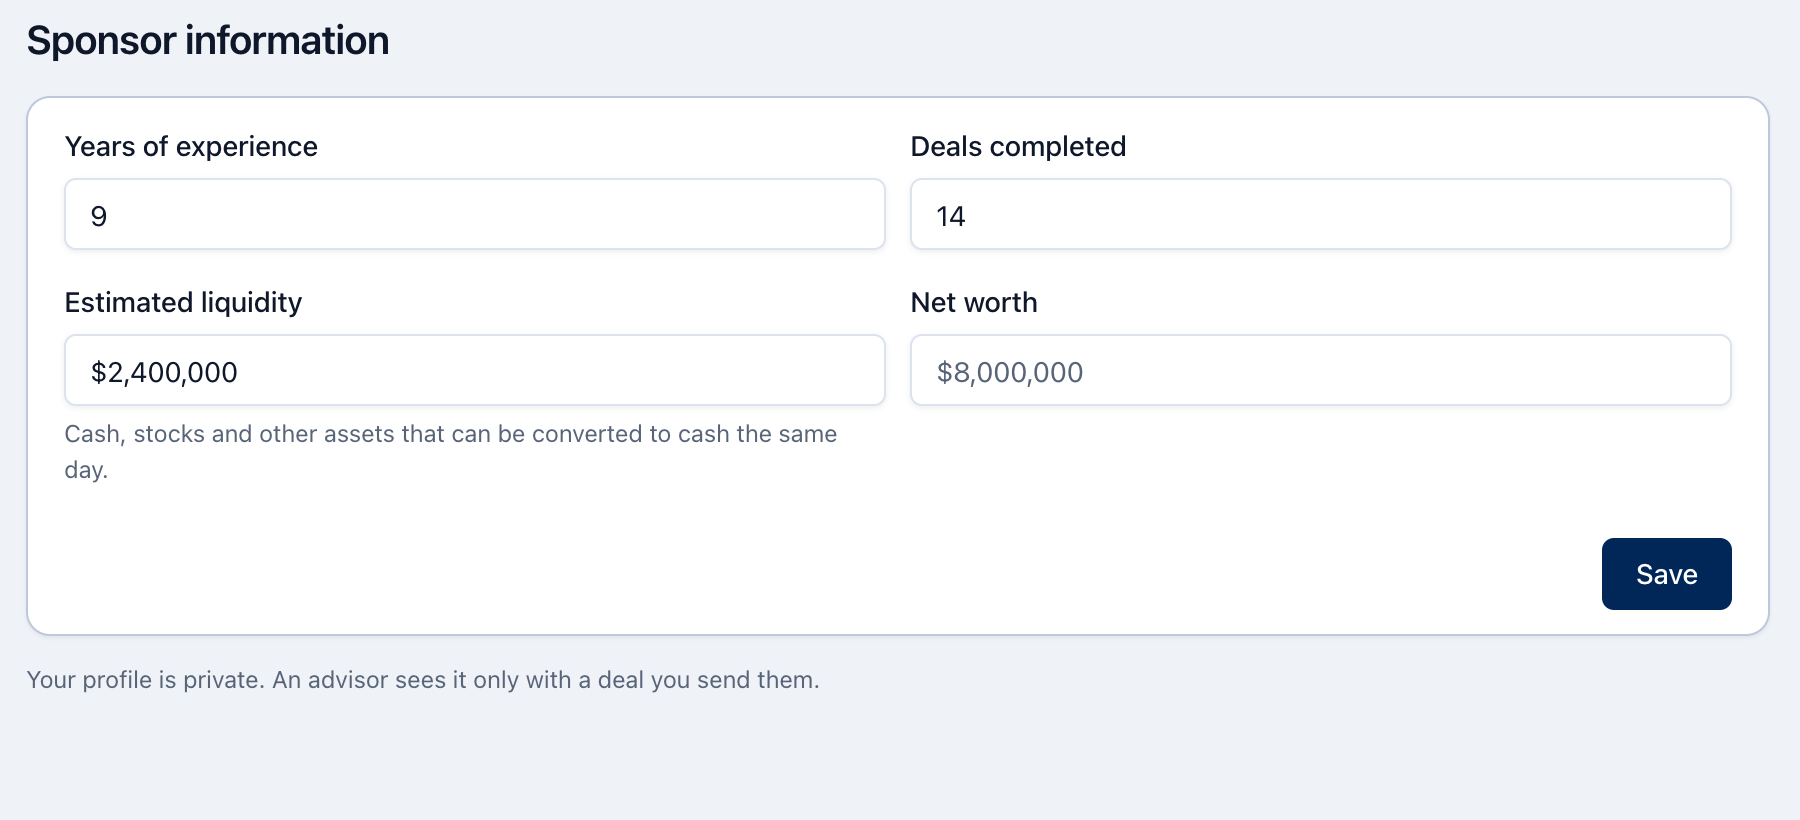 Sponsor information
Years of experience
Deals completed
9
14
Estimated liquidity
Net worth
$2,400,000
$8,000,000
Cash, stocks and other assets that can be converted to cash the same
day.
Save
Your profile is private. An advisor sees it only with a deal you send them.